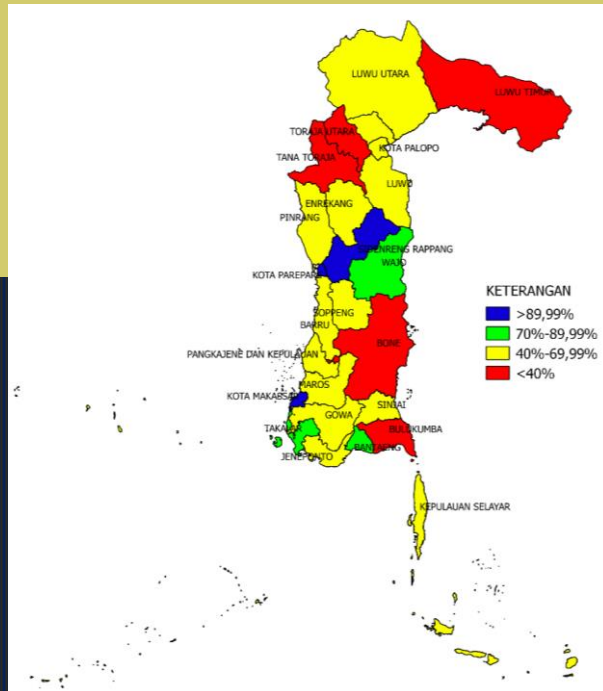 LUWU UTARA
LUWU TIMUR
TORAJA UTARA
KOTA PALOPO
TANA TORAJA
LUWU
ENREKANG
PINRANG
RAPPANG
WAJO
KOTA PAREPARE
KETERANGAN
>89,99%
70%-89,99%
40%-69,99%
<40%
SOPPENG
BARRU
BONE
PANGKAJENE DAN KEPULAUAN
MAROS
KOTA MAKASSAR
SINJAI
GOWA
TAKALAR
BULUKUMBA
BANTAENG
JENEPONTO
KEPULAUAN SELAYAR